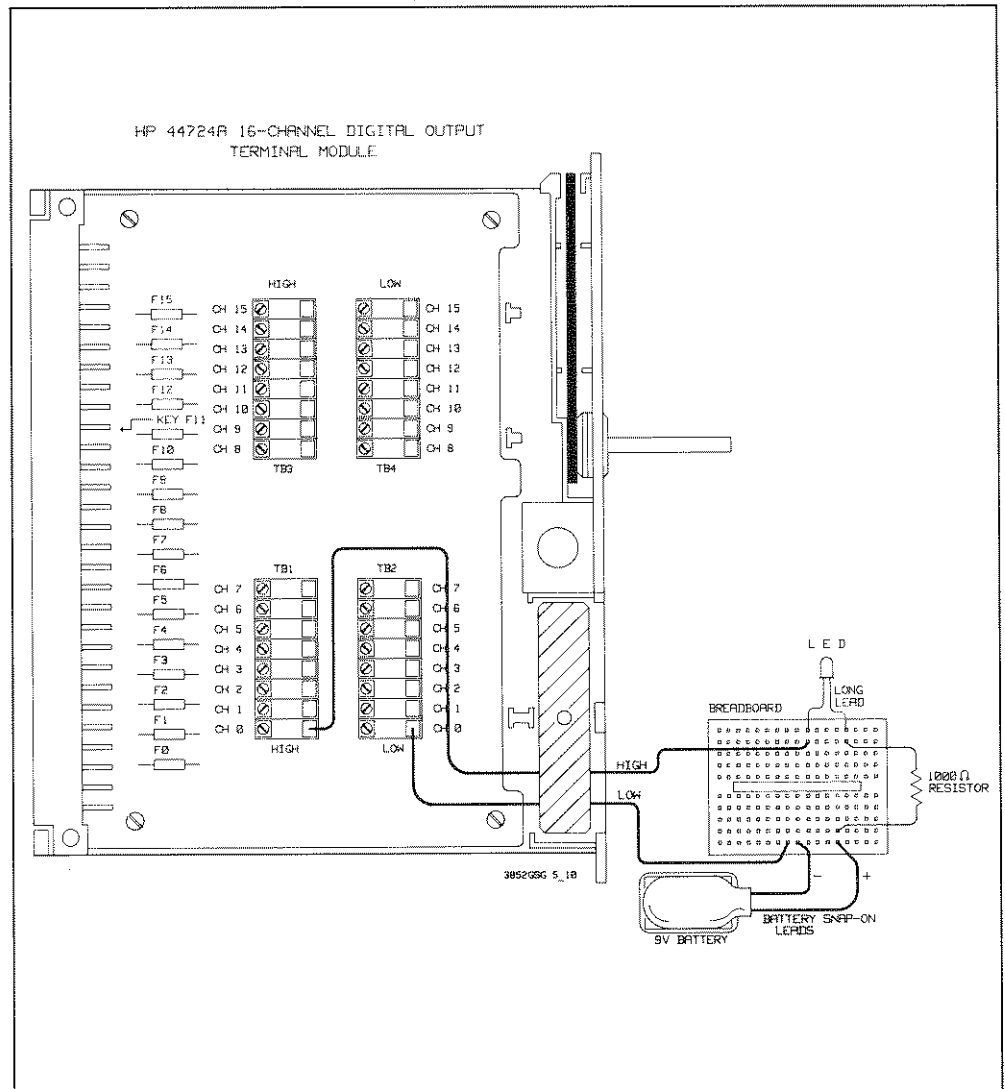 HP 44724A 16-CHANNEL DIGITAL OUTPUT
TERMINAL MODULE
HIGH
LOW
F15
F14
F13
F12
KEY F11
F10
F9
F8
F7
F6
F5
F4
F3
F2
F1
F0
CH 15
CH 14
CH 13
CH 12
CH 11
CH 10
CH 9
CH 8
TB3
CH 15
CH 14
CH 13
CH 12
CH 11
CH 10
CH 9
CH 8
TB4
TB1
CH 7
CH 6
CH 5
CH 4
CH 3
CH 2
CH 1
CH 0
HIGH
TB2
CH 7
CH 6
CH 5
CH 4
CH 3
CH 2
CH 1
CH 0
LOW
HIGH
LOW
LED
LONG
LEAD
BREADBOARD
1000 Ω
RESISTOR
- +
BATTERY SNAP-ON
LEADS
9V BATTERY
3852GSG 5_10